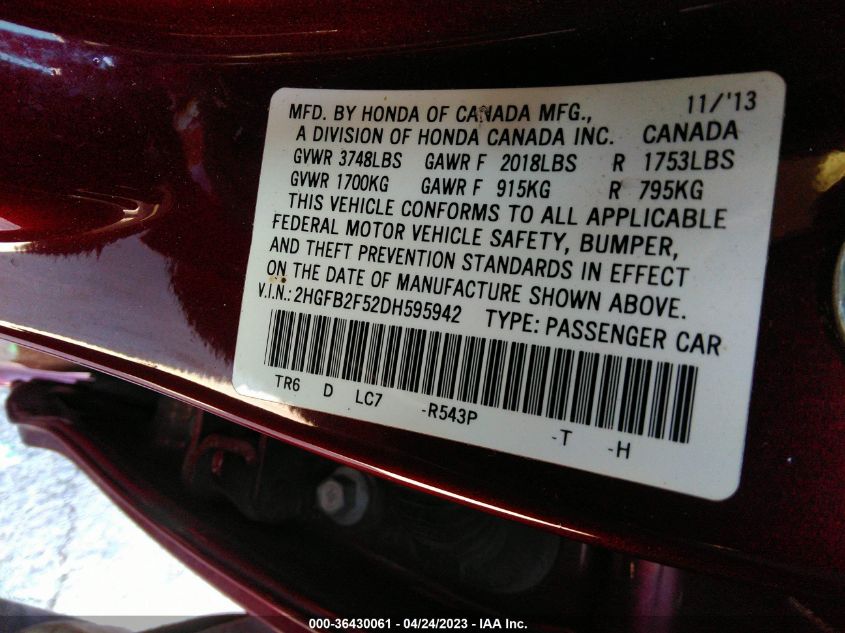 MFD. BY HONDA OF CANADA MFG., 11/'13
A DIVISION OF HONDA CANADA INC. CANADA
GVWR 3748LBS GAWR F 2018LBS R 1753LBS
GVWR 1700KG GAWR F 915KG R 795KG
THIS VEHICLE CONFORMS TO ALL APPLICABLE
FEDERAL MOTOR VEHICLE SAFETY, BUMPER,
AND THEFT PREVENTION STANDARDS IN EFFECT
ON THE DATE OF MANUFACTURE SHOWN ABOVE.
V.I.N.: 2HGFB2F52DH595942 TYPE: PASSENGER CAR
TR6 D LC7 -R543P -T -H
000-36430061 - 04/24/2023 - IAA Inc.